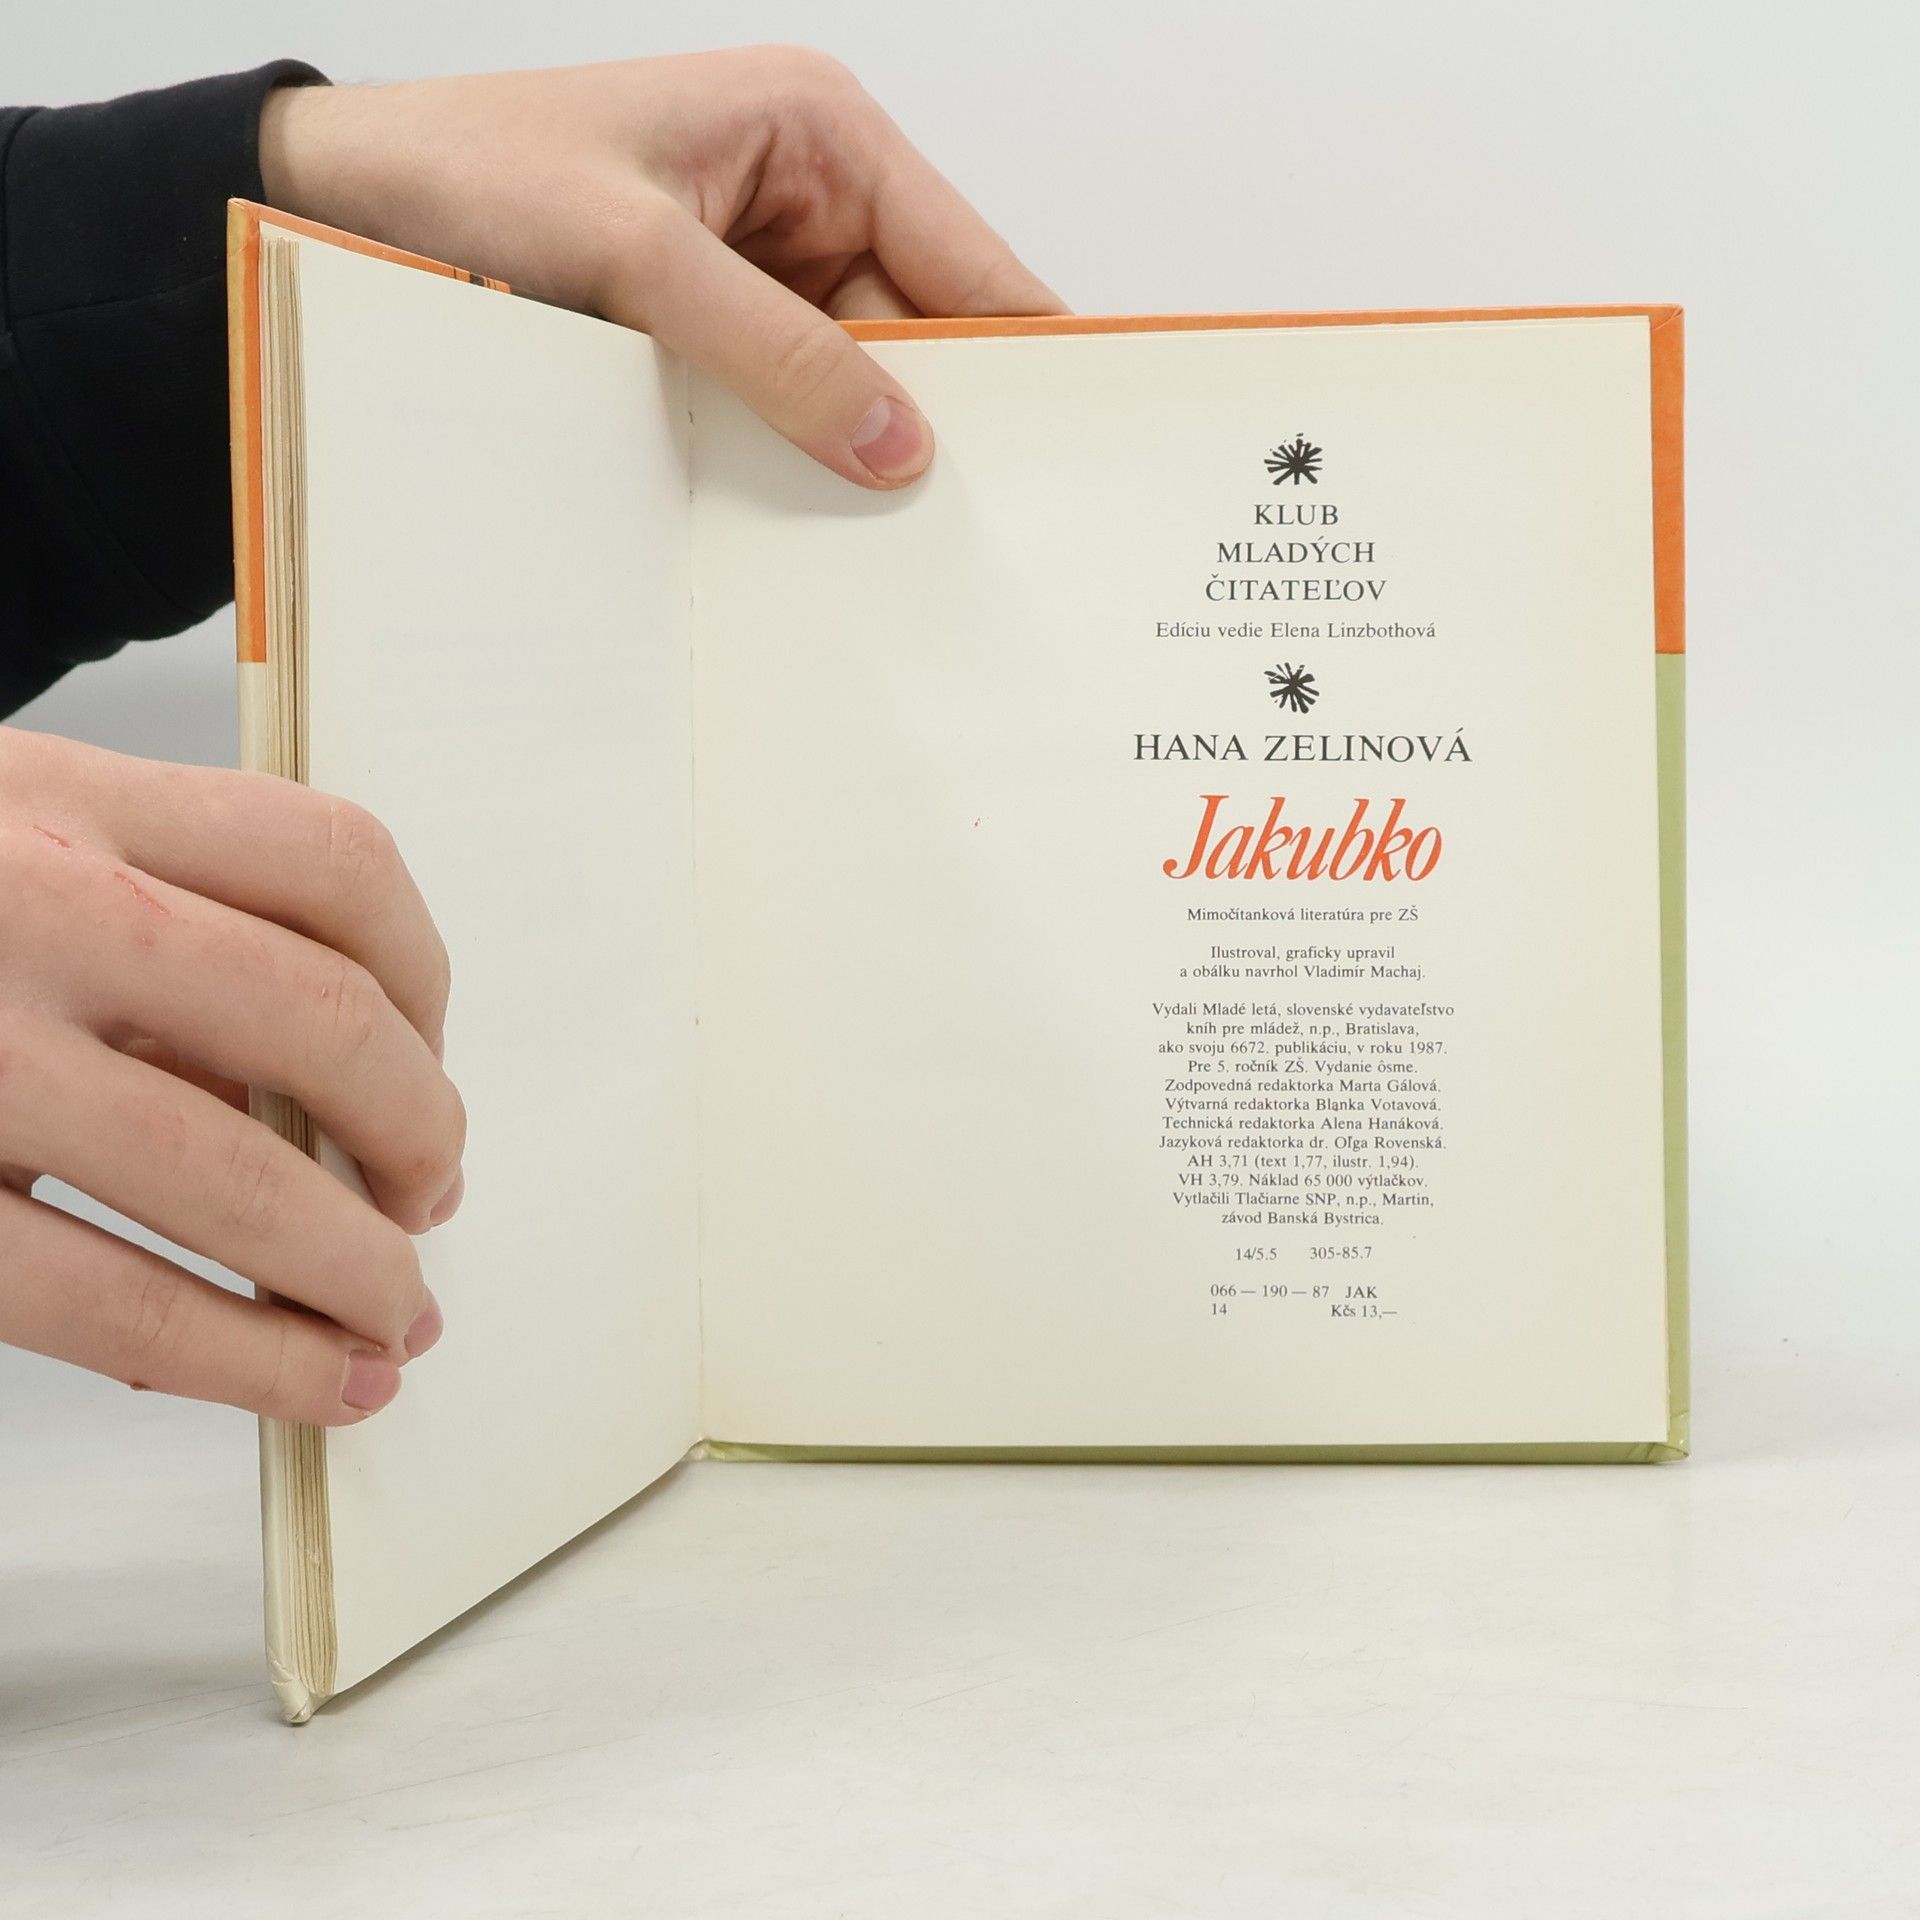 KLUB
MLADÝCH
ČITATEĽOV
Edíciu vedie Elena Linzbothová
HANA ZELINOVÁ
Jakubko
Mimočítanková literatúra pre ZŠ
Ilustroval, graficky upravil
a obálku navrhol Vladimír Machaj.
Vydali Mladé letá, slovenské vydavateľstvo
kníh pre mládež, n.p., Bratislava,
ako svoju 6672. publikáciu, v roku 1987.
Pre 5. ročník ZŠ. Vydanie ôsme.
Zodpovedná redaktorka Marta Gálová.
Výtvarná redaktorka Blanka Votavová.
Technická redaktorka Alena Hanáková.
Jazyková redaktorka dr. Oľga Rovenská.
AH 3,71 (text 1,77, ilustr. 1,94).
VH 3,79. Náklad 65 000 výtlačkov.
Vytlačili Tlačiarne SNP, n.p., Martin,
závod Banská Bystrica.
14/5.5 305-85.7
066 — 190 — 87 JAK
14 Kčs 13,—